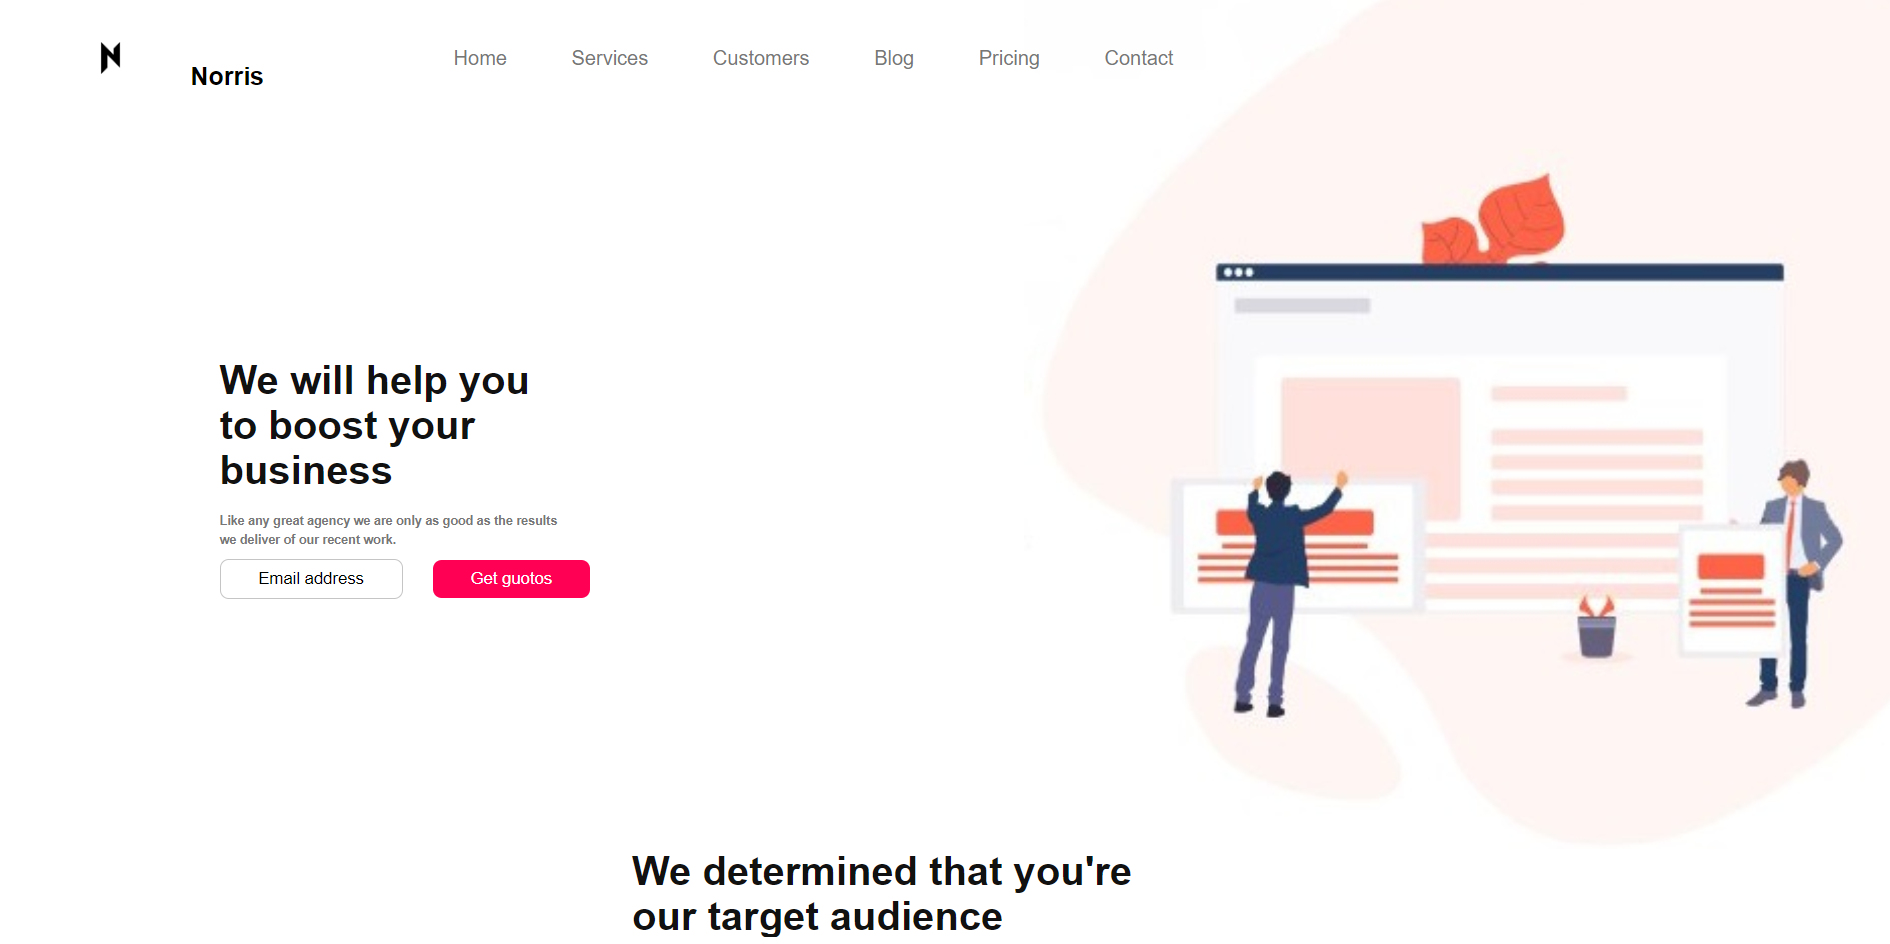 Norris
Home Services Customers Blog Pricing Contact
We will help you
to boost your
business
Like any great agency we are only as good as the results
we deliver of our recent work.
Email address
Get guotos
We determined that you're
our target audience